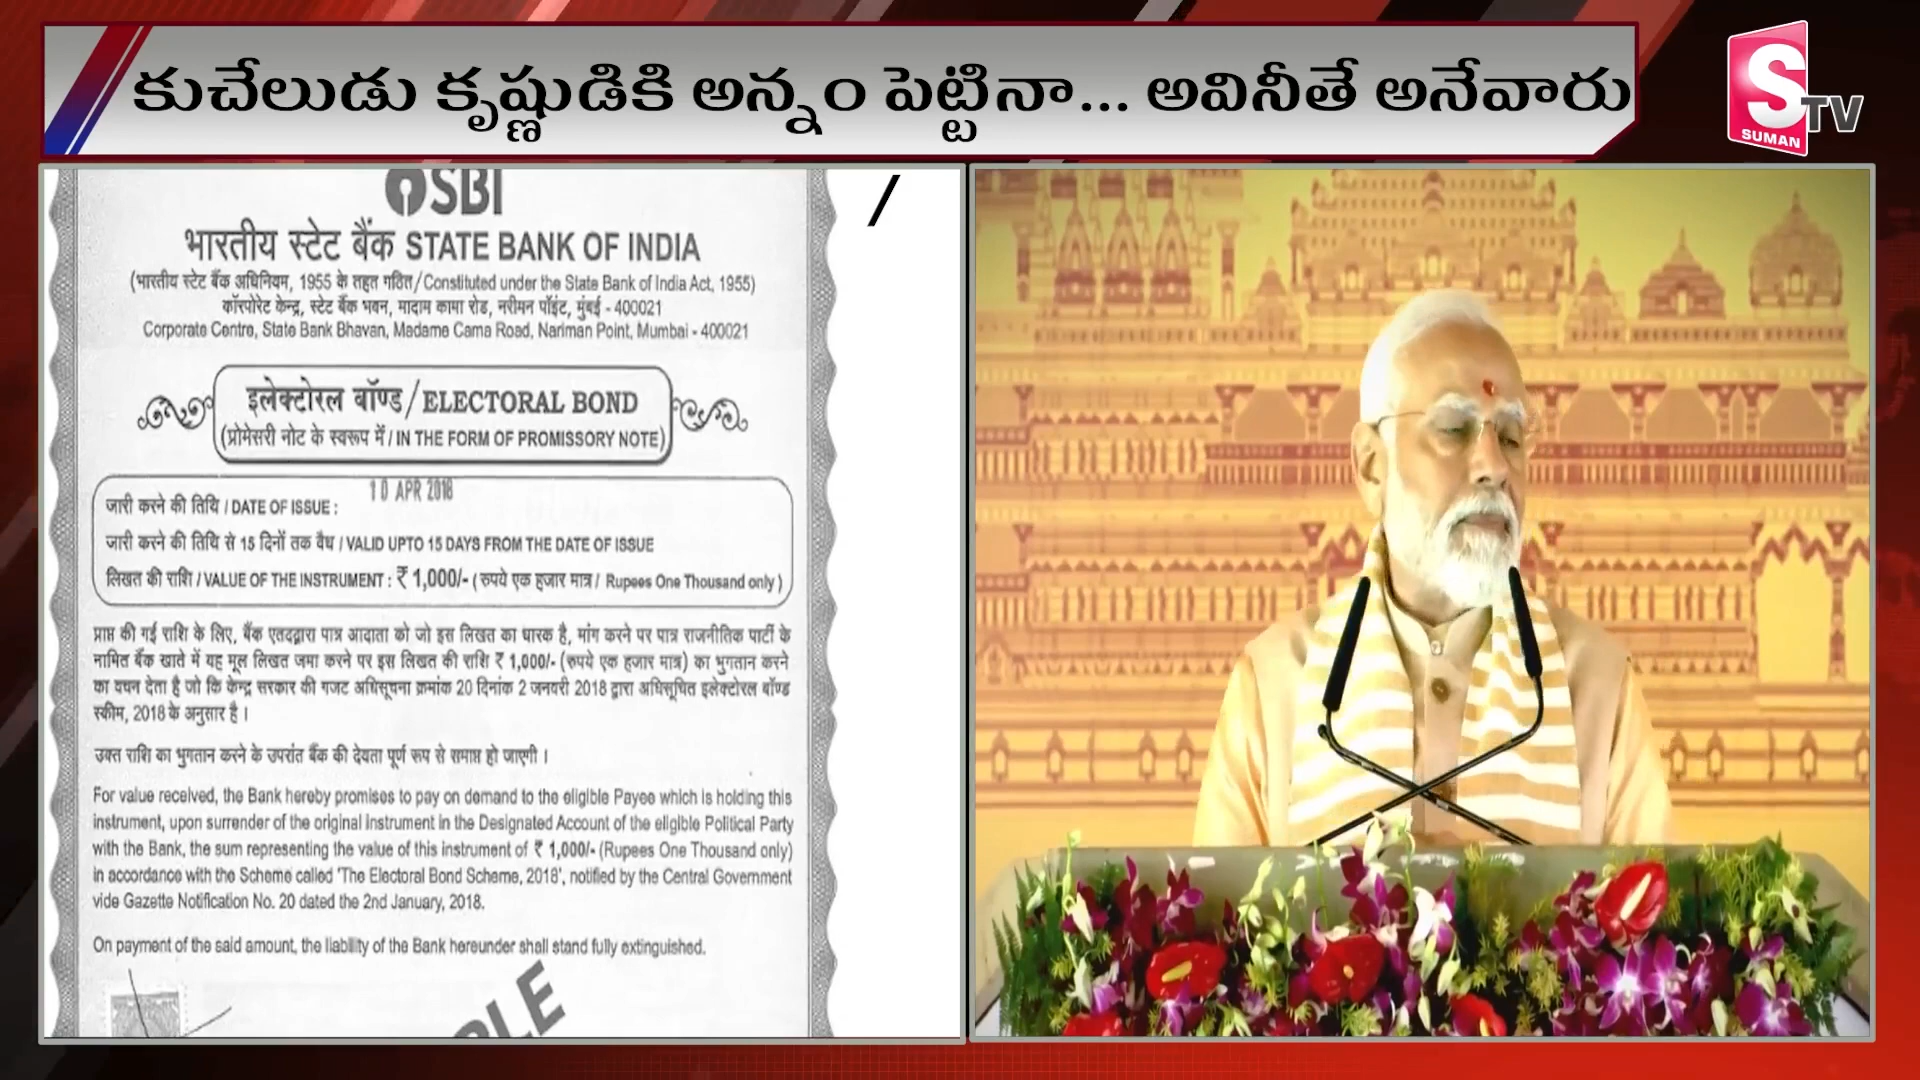 కుచేలుడు కృష్ణుడికి అన్నం పెట్టినా... అవినీతే అనేవారు
S
SUMAN
TV
SBI
/
भारतीय स्टेट बैंक STATE BANK OF INDIA
(भारतीय स्टेट बैंक अधिनियम, 1955 के तहत गठित/Constituted under the State Bank of India Act, 1955)
कॉरपोरेट केन्द्र, स्टेट बैंक भवन, मादाम कामा रोड, नरीमन पॉइंट, मुंबई - 400021
Corporate Centre, State Bank Bhavan, Madame Cama Road, Nariman Point, Mumbai - 400021
इलेक्टोरल बॉण्ड/ELECTORAL BOND
(प्रोमेसरी नोट के स्वरूप में/IN THE FORM OF PROMISSORY NOTE)
10 APR 2018
जारी करने की तिथि / DATE OF ISSUE :
जारी करने की तिथि से 15 दिनों तक वैध / VALID UPTO 15 DAYS FROM THE DATE OF ISSUE
लिखत की राशि / VALUE OF THE INSTRUMENT : ₹ 1,000/- (रुपये एक हजार मात्र / Rupees One Thousand only)
प्राप्त की गई राशि के लिए, बैंक एतदद्वारा पात्र आदाता को जो इस लिखत का धारक है, मांग करने पर पात्र राजनीतिक पार्टी के
नामित बैंक खाते में यह मूल लिखत जमा करने पर इस लिखत की राशि ₹ 1,000/- (रुपये एक हजार मात्र) का भुगतान करने
का वचन देता है जो कि केन्द्र सरकार की गजट अधिसूचना क्रमांक 20 दिनांक 2 जनवरी 2018 द्वारा अधिसूचित इलेक्टोरल बॉण्ड
स्कीम, 2018 के अनुसार है ।
उक्त राशि का भुगतान करने के उपरांत बैंक की देयता पूर्ण रूप से समाप्त हो जाएगी ।
For value received, the Bank hereby promises to pay on demand to the eligible Payee which is holding this
instrument, upon surrender of the original instrument in the Designated Account of the eligible Political Party
with the Bank, the sum representing the value of this instrument of ₹ 1,000/- (Rupees One Thousand only)
in accordance with the Scheme called 'The Electoral Bond Scheme, 2018', notified by the Central Government
vide Gazette Notification No. 20 dated the 2nd January, 2018.
On payment of the said amount, the liability of the Bank hereunder shall stand fully extinguished.
PLE